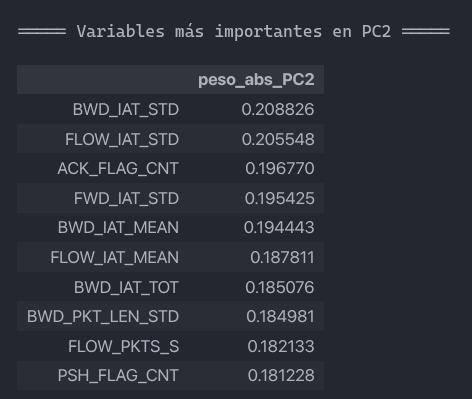 ═════ Variables más importantes en PC2 ═════
peso_abs_PC2
BWD_IAT_STD 0.208826
FLOW_IAT_STD 0.205548
ACK_FLAG_CNT 0.196770
FWD_IAT_STD 0.195425
BWD_IAT_MEAN 0.194443
FLOW_IAT_MEAN 0.187811
BWD_IAT_TOT 0.185076
BWD_PKT_LEN_STD 0.184981
FLOW_PKTS_S 0.182133
PSH_FLAG_CNT 0.181228